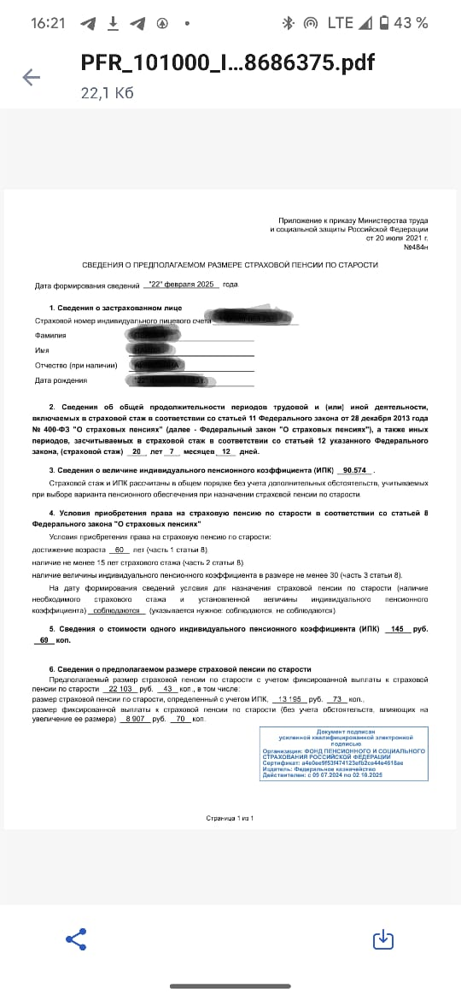 16:21
LTE
43 %
PFR_101000_I...8686375.pdf
22,1 Кб
Приложение к приказу Министерства труда
и социальной защиты Российской Федерации
от 20 июля 2021 г.
№484н
СВЕДЕНИЯ О ПРЕДПОЛАГАЕМОМ РАЗМЕРЕ СТРАХОВОЙ ПЕНСИИ ПО СТАРОСТИ
Дата формирования сведений "22" февраля 2025 года
1. Сведения о застрахованном лице
Страховой номер индивидуального лицевого счета
Фамилия
Имя
Отчество (при наличии)
Дата рождения
2. Сведения об общей продолжительности периодов трудовой и (или) иной деятельности,
включаемых в страховой стаж в соответствии со статьей 11 Федерального закона от 28 декабря 2013 года
№ 400-ФЗ "О страховых пенсиях" (далее - Федеральный закон "О страховых пенсиях"), а также иных
периодов, засчитываемых в страховой стаж в соответствии со статьей 12 указанного Федерального
закона, (страховой стаж) 20 лет 7 месяцев 12 дней.
3. Сведения о величине индивидуального пенсионного коэффициента (ИПК) 90.574 .
Страховой стаж и ИПК рассчитаны в общем порядке без учета дополнительных обстоятельств, учитываемых
при выборе варианта пенсионного обеспечения при назначении страховой пенсии по старости.
4. Условия приобретения права на страховую пенсию по старости в соответствии со статьей 8
Федерального закона "О страховых пенсиях"
Условия приобретения права на страховую пенсию по старости:
достижение возраста 60 лет (часть 1 статьи 8).
наличие не менее 15 лет страхового стажа (часть 2 статьи 8).
наличие величины индивидуального пенсионного коэффициента в размере не менее 30 (часть 3 статьи 8).
На дату формирования сведений условия для назначения страховой пенсии по старости (наличие
необходимого страхового стажа и установленной величины индивидуального пенсионного
коэффициента) соблюдаются (указывается нужное: соблюдаются, не соблюдаются).
5. Сведения о стоимости одного индивидуального пенсионного коэффициента (ИПК) 145 руб.
69 коп.
6. Сведения о предполагаемом размере страховой пенсии по старости
Предполагаемый размер страховой пенсии по старости с учетом фиксированной выплаты к страховой
пенсии по старости 22 103 руб. 43 коп., в том числе:
размер страховой пенсии по старости, определенный с учетом ИПК, 13 195 руб. 73 коп.,
размер фиксированной выплаты к страховой пенсии по старости (без учета обстоятельств, влияющих на
увеличение ее размера) 8 907 руб. 70 коп.
Документ подписан
усиленной квалифицированной электронной
подписью
Организация: ФОНД ПЕНСИОННОГО И СОЦИАЛЬНОГО
СТРАХОВАНИЯ РОССИЙСКОЙ ФЕДЕРАЦИИ
Сертификат: a4e0ee9f53f474123efb2ce44e4618ae
Издатель: Федеральное казначейство
Действителен: с 09.07.2024 по 02.10.2025
Страница 1 из 1